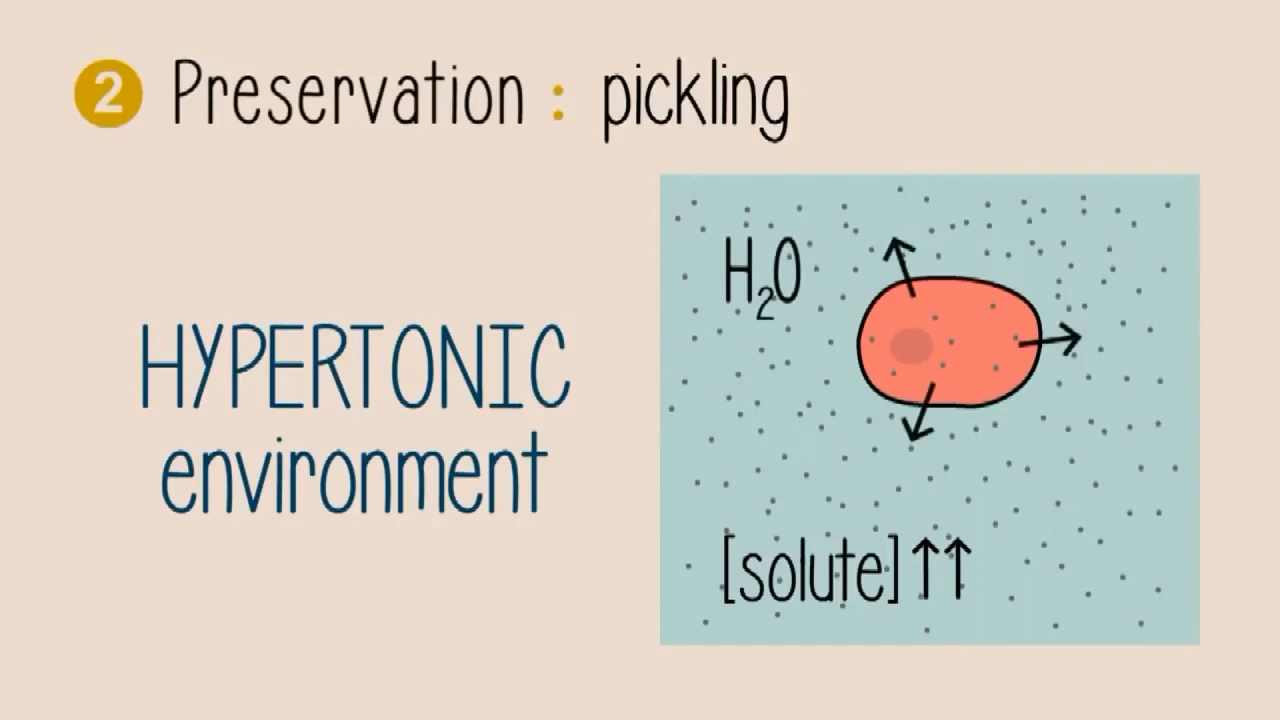 2 Preservation : pickling
HYPERTONIC
environment
H₂O
[solute]↑↑